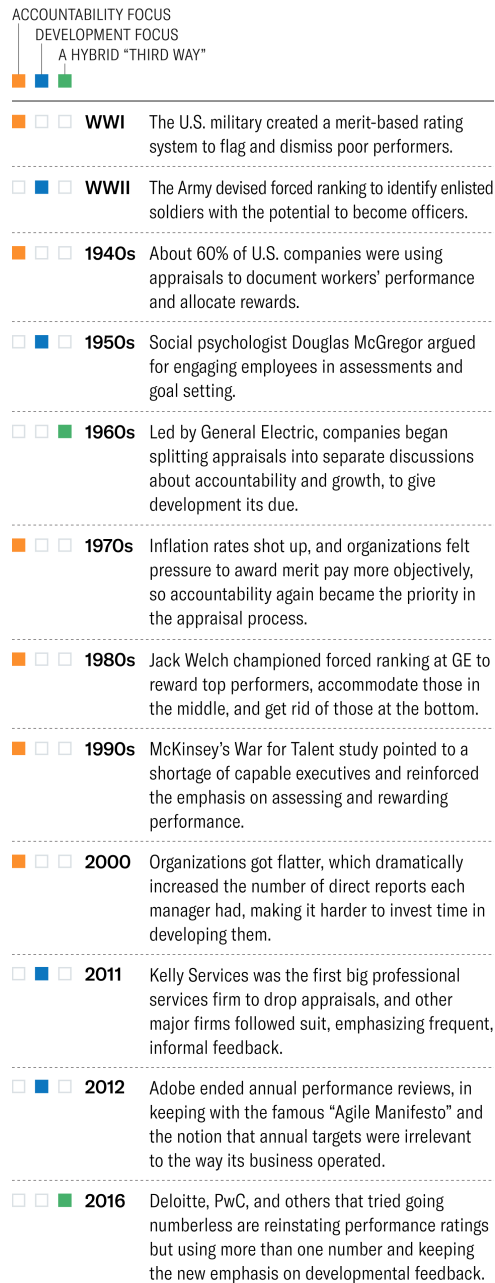 ACCOUNTABILITY FOCUS
DEVELOPMENT FOCUS
A HYBRID “THIRD WAY”
WWI The U.S. military created a merit-based rating
system to flag and dismiss poor performers.
WWII The Army devised forced ranking to identify enlisted
soldiers with the potential to become officers.
1940s About 60% of U.S. companies were using
appraisals to document workers’ performance
and allocate rewards.
1950s Social psychologist Douglas McGregor argued
for engaging employees in assessments and
goal setting.
1960s Led by General Electric, companies began
splitting appraisals into separate discussions
about accountability and growth, to give
development its due.
1970s Inflation rates shot up, and organizations felt
pressure to award merit pay more objectively,
so accountability again became the priority in
the appraisal process.
1980s Jack Welch championed forced ranking at GE to
reward top performers, accommodate those in
the middle, and get rid of those at the bottom.
1990s McKinsey’s War for Talent study pointed to a
shortage of capable executives and reinforced
the emphasis on assessing and rewarding
performance.
2000 Organizations got flatter, which dramatically
increased the number of direct reports each
manager had, making it harder to invest time in
developing them.
2011 Kelly Services was the first big professional
services firm to drop appraisals, and other
major firms followed suit, emphasizing frequent,
informal feedback.
2012 Adobe ended annual performance reviews, in
keeping with the famous “Agile Manifesto” and
the notion that annual targets were irrelevant
to the way its business operated.
2016 Deloitte, PwC, and others that tried going
numberless are reinstating performance ratings
but using more than one number and keeping
the new emphasis on developmental feedback.